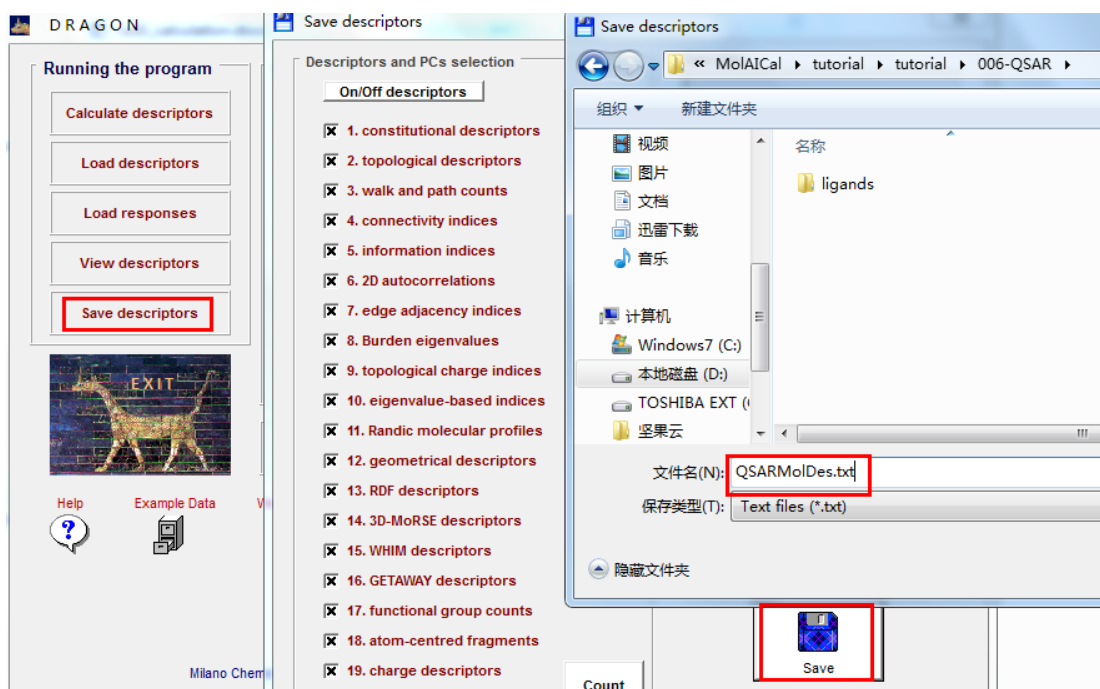 DRAGON
Running the program
Calculate descriptors
Load descriptors
Load responses
View descriptors
Save descriptors
EXIT
Help
Example Data
Milano Chem
Save descriptors
Descriptors and PCs selection
On/Off descriptors
1. constitutional descriptors
2. topological descriptors
3. walk and path counts
4. connectivity indices
5. information indices
6. 2D autocorrelations
7. edge adjacency indices
8. Burden eigenvalues
9. topological charge indices
10. eigenvalue-based indices
11. Randic molecular profiles
12. geometrical descriptors
13. RDF descriptors
14. 3D-MoRSE descriptors
15. WHIM descriptors
16. GETAWAY descriptors
17. functional group counts
18. atom-centred fragments
19. charge descriptors
Count
Save descriptors
« MolAICal ▸ tutorial ▸ tutorial ▸ 006-QSAR ▸
组织 ▼ 新建文件夹
视频
图片
文档
迅雷下载
音乐
计算机
Windows7 (C:)
本地磁盘 (D:)
TOSHIBA EXT (
坚果云
名称
ligands
文件名(N): QSARMolDes.txt
保存类型(T): Text files (*.txt)
隐藏文件夹
Save